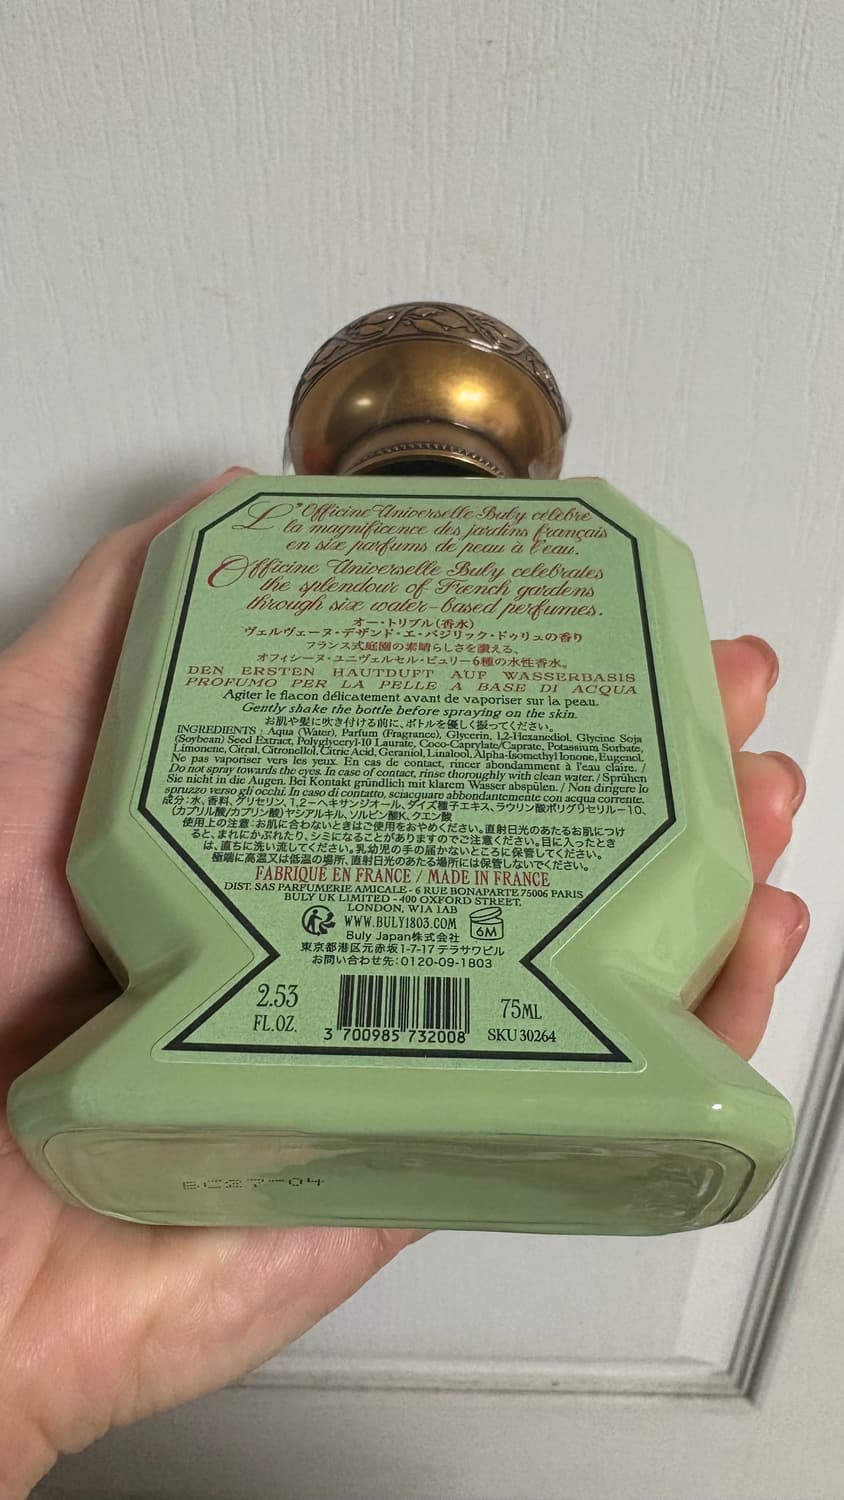 L'Officine Universelle Buly célèbre
la magnificence des jardins français
en six parfums de peau à l'eau.
Officine Universelle Buly celebrates
the splendour of French gardens
through six water-based perfumes.
オー・トリプル(香水)
ヴェルヴェーヌ・デザンド・エ・バジリック・ドゥリュの香り
フランス式庭園の素晴らしさを讃える、
オフィシーヌ・ユニヴェルセル・ビュリー6種の水性香水。
DEN ERSTEN HAUTDUFT AUF WASSERBASIS
PROFUMO PER LA PELLE A BASE DI ACQUA
Agiter le flacon délicatement avant de vaporiser sur la peau.
Gently shake the bottle before spraying on the skin.
お肌や髪に吹き付ける前に、ボトルを優しく振ってください。
INGREDIENTS : Aqua (Water), Parfum (Fragrance), Glycerin, 1,2-Hexanediol, Glycine Soja
(Soybean) Seed Extract, Polyglyceryl-10 Laurate, Coco-Caprylate/Caprate, Potassium Sorbate,
Limonene, Citral, Citronellol, Citric Acid, Geraniol, Linalool, Alpha-Isomethyl Ionone, Eugenol.
Ne pas vaporiser vers les yeux. En cas de contact, rincer abondamment à l'eau claire. /
Do not spray towards the eyes. In case of contact, rinse thoroughly with clean water. / Sprühen
Sie nicht in die Augen. Bei Kontakt gründlich mit klarem Wasser abspülen. / Non dirigere lo
spruzzo verso gli occhi. In caso di contatto, sciacquare abbondantemente con acqua corrente.
成分:水、香料、グリセリン、1,2-ヘキサンジオール、ダイズ種子エキス、ラウリン酸ポリグリセリル-10、
(カプリル酸/カプリン酸)ヤシアルキル、ソルビン酸K、クエン酸
使用上の注意:お肌に合わないときはご使用をおやめください。直射日光のあたるお肌につけ
ると、まれにかぶれたり、シミになることがありますのでご注意ください。目に入ったとき
は、直ちに洗い流してください。乳幼児の手の届かないところに保管してください。
極端に高温又は低温の場所、直射日光のあたる場所には保管しないでください。
FABRIQUÉ EN FRANCE / MADE IN FRANCE
DIST. SAS PARFUMERIE AMICALE - 6 RUE BONAPARTE 75006 PARIS
BULY UK LIMITED - 400 OXFORD STREET,
LONDON, W1A 1AB
WWW.BULY1803.COM
6M
Buly Japan株式会社
東京都港区元赤坂1-7-17 テラサワビル
お問い合わせ先:0120-09-1803
2.53
FL.OZ.
3 700985 732008
75ML
SKU 30264